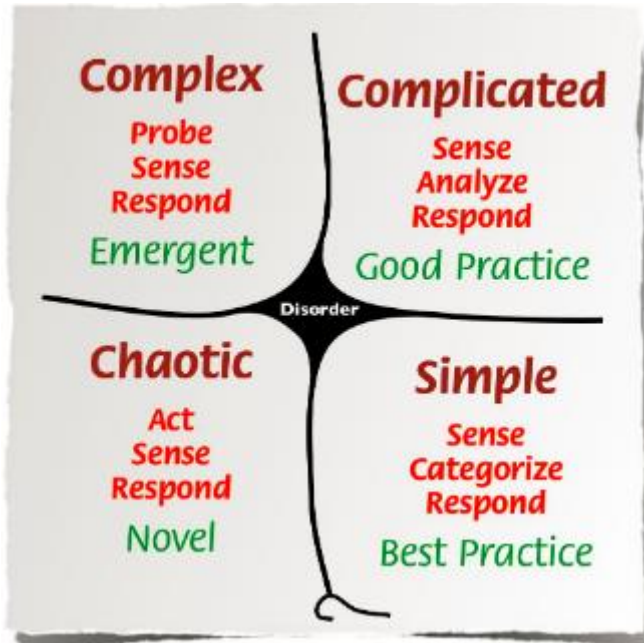 Complex
Probe
Sense
Respond
Emergent
Complicated
Sense
Analyze
Respond
Good Practice
Disorder
Chaotic
Act
Sense
Respond
Novel
Simple
Sense
Categorize
Respond
Best Practice